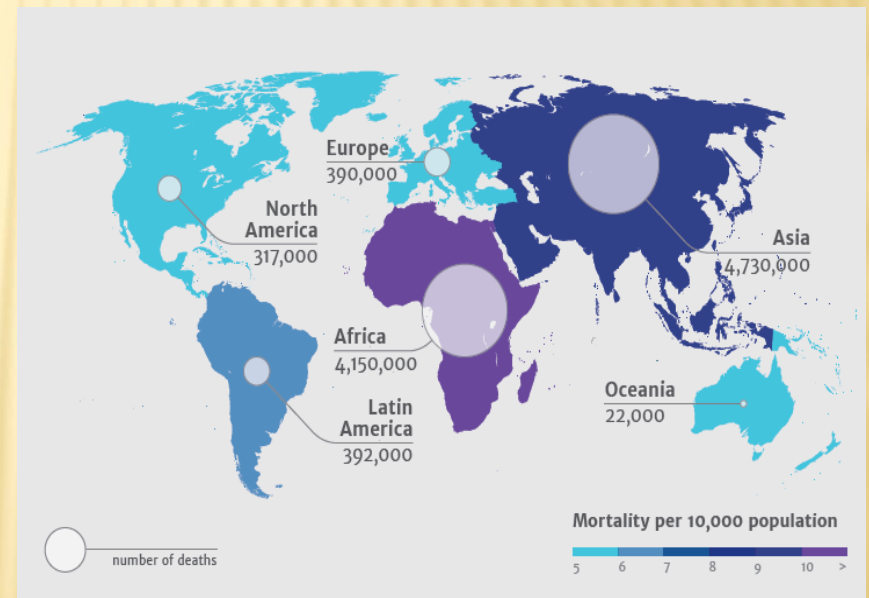 Europe
390,000
North
America
317,000
Asia
4,730,000
Africa
4,150,000
Oceania
22,000
Latin
America
392,000
Mortality per 10,000 population
number of deaths
5 6 7 8 9 10 >